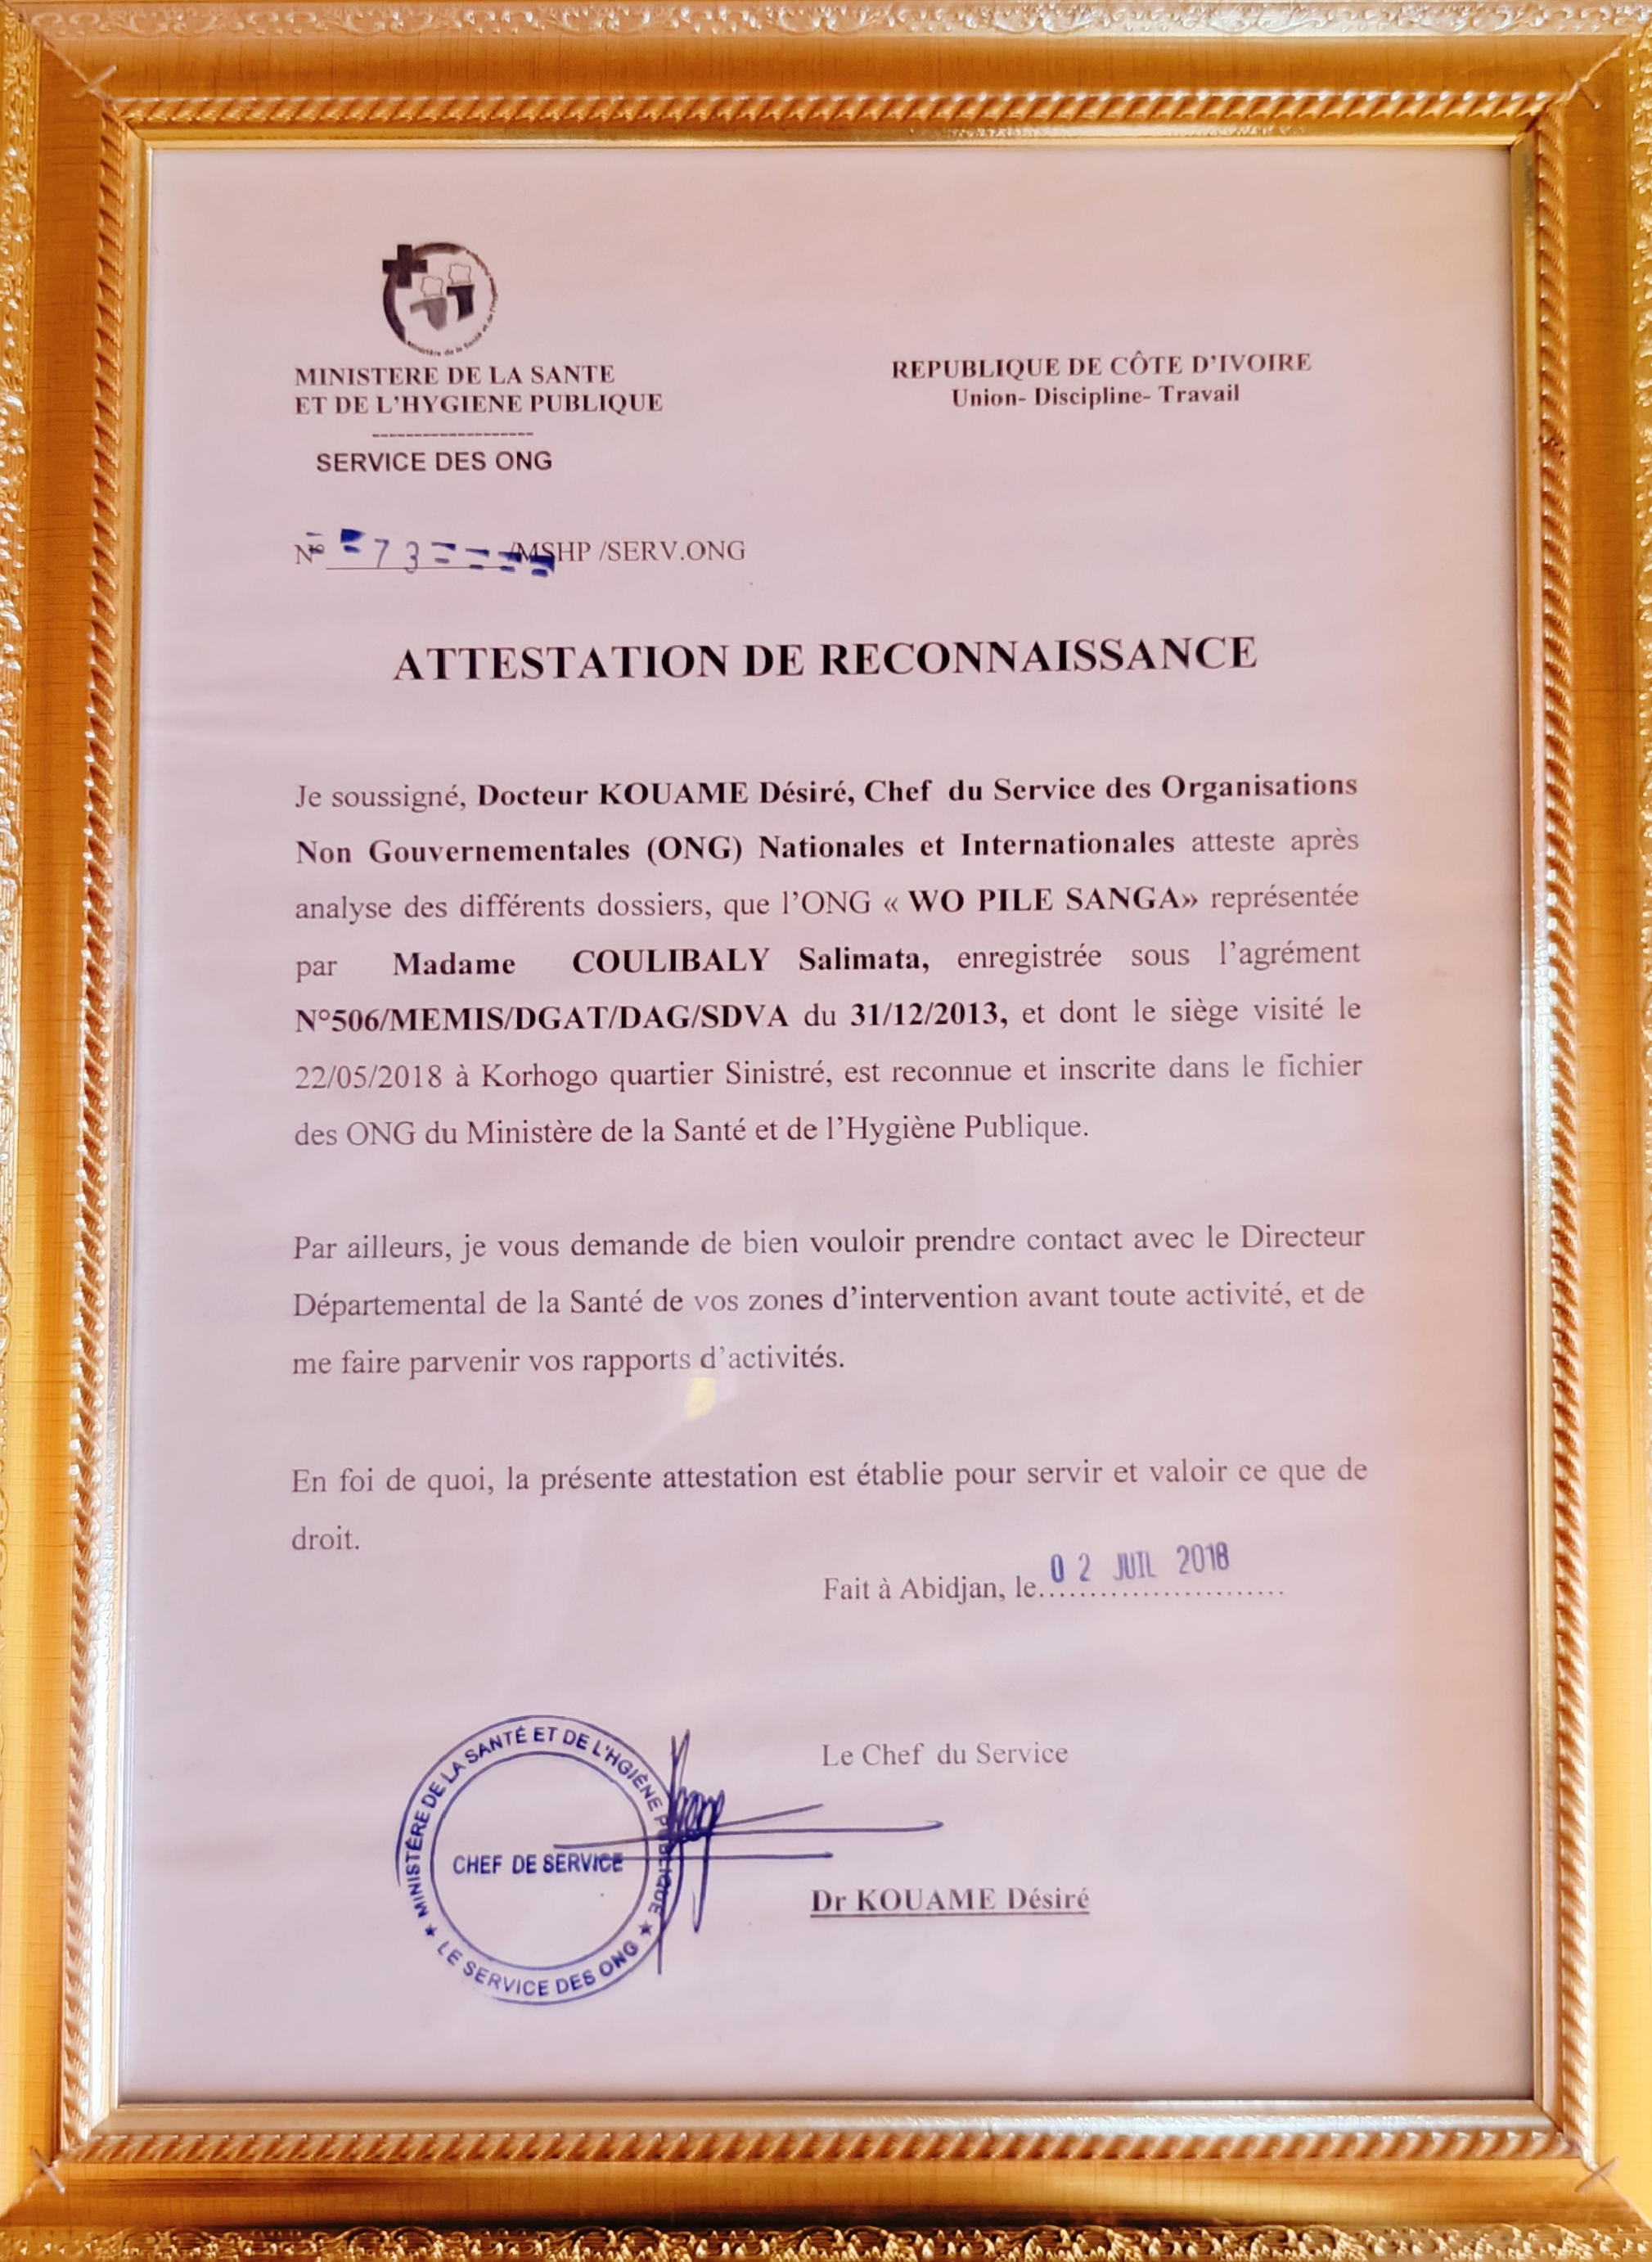 MINISTERE DE LA SANTE
ET DE L'HYGIENE PUBLIQUE
-------------------
SERVICE DES ONG
REPUBLIQUE DE CÔTE D'IVOIRE
Union- Discipline- Travail
N° 73 /MSHP /SERV.ONG
ATTESTATION DE RECONNAISSANCE
Je soussigné, Docteur KOUAME Désiré, Chef du Service des Organisations
Non Gouvernementales (ONG) Nationales et Internationales atteste après
analyse des différents dossiers, que l'ONG « WO PILE SANGA» représentée
par Madame COULIBALY Salimata, enregistrée sous l'agrément
N°506/MEMIS/DGAT/DAG/SDVA du 31/12/2013, et dont le siège visité le
22/05/2018 à Korhogo quartier Sinistré, est reconnue et inscrite dans le fichier
des ONG du Ministère de la Santé et de l'Hygiène Publique.
Par ailleurs, je vous demande de bien vouloir prendre contact avec le Directeur
Départemental de la Santé de vos zones d'intervention avant toute activité, et de
me faire parvenir vos rapports d'activités.
En foi de quoi, la présente attestation est établie pour servir et valoir ce que de
droit.
Fait à Abidjan, le 02 JUIL 2018
Le Chef du Service
MINISTÈRE DE LA SANTÉ ET DE L'HGIÈNE PUBLIQUE
CHEF DE SERVICE
★ LE SERVICE DES ONG ★
Dr KOUAME Désiré